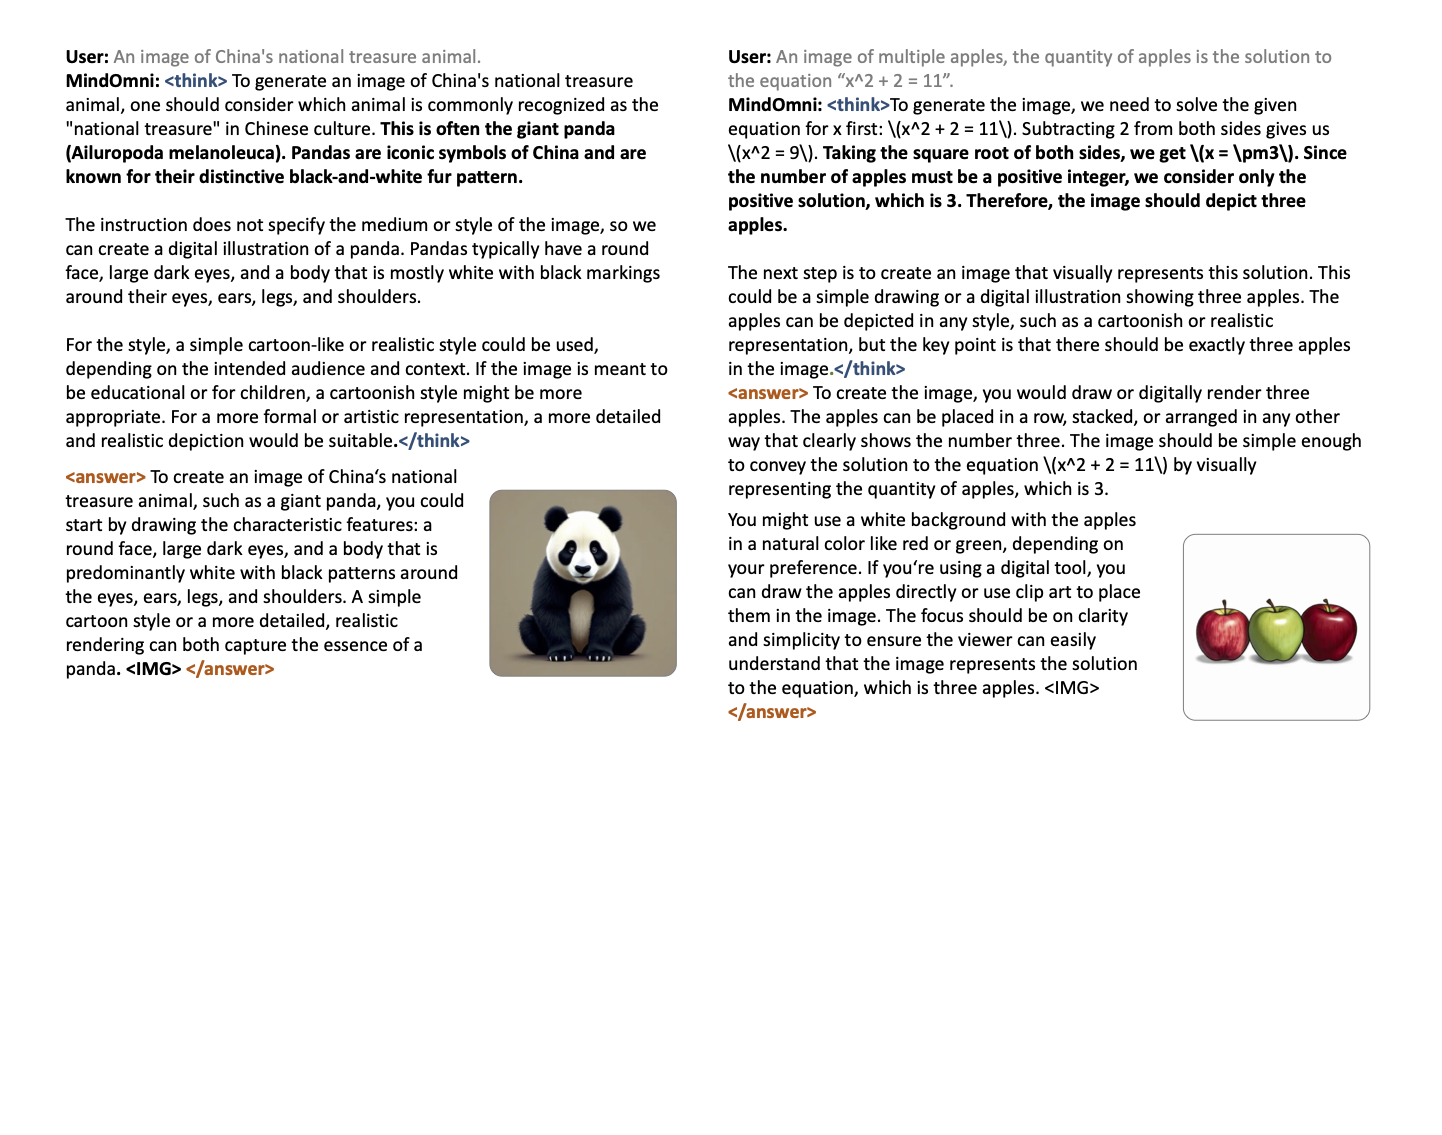 User: An image of China's national treasure animal.
MindOmni: <think> To generate an image of China's national treasure
animal, one should consider which animal is commonly recognized as the
"national treasure" in Chinese culture. This is often the giant panda
(Ailuropoda melanoleuca). Pandas are iconic symbols of China and are
known for their distinctive black-and-white fur pattern.
The instruction does not specify the medium or style of the image, so we
can create a digital illustration of a panda. Pandas typically have a round
face, large dark eyes, and a body that is mostly white with black markings
around their eyes, ears, legs, and shoulders.
For the style, a simple cartoon-like or realistic style could be used,
depending on the intended audience and context. If the image is meant to
be educational or for children, a cartoonish style might be more
appropriate. For a more formal or artistic representation, a more detailed
and realistic depiction would be suitable.</think>
<answer> To create an image of China‘s national
treasure animal, such as a giant panda, you could
start by drawing the characteristic features: a
round face, large dark eyes, and a body that is
predominantly white with black patterns around
the eyes, ears, legs, and shoulders. A simple
cartoon style or a more detailed, realistic
rendering can both capture the essence of a
panda. <IMG> </answer>
User: An image of multiple apples, the quantity of apples is the solution to
the equation “x^2 + 2 = 11”.
MindOmni: <think>To generate the image, we need to solve the given
equation for x first: \(x^2 + 2 = 11\). Subtracting 2 from both sides gives us
\(x^2 = 9\). Taking the square root of both sides, we get \(x = \pm3\). Since
the number of apples must be a positive integer, we consider only the
positive solution, which is 3. Therefore, the image should depict three
apples.
The next step is to create an image that visually represents this solution. This
could be a simple drawing or a digital illustration showing three apples. The
apples can be depicted in any style, such as a cartoonish or realistic
representation, but the key point is that there should be exactly three apples
in the image.</think>
<answer> To create the image, you would draw or digitally render three
apples. The apples can be placed in a row, stacked, or arranged in any other
way that clearly shows the number three. The image should be simple enough
to convey the solution to the equation \(x^2 + 2 = 11\) by visually
representing the quantity of apples, which is 3.
You might use a white background with the apples
in a natural color like red or green, depending on
your preference. If you‘re using a digital tool, you
can draw the apples directly or use clip art to place
them in the image. The focus should be on clarity
and simplicity to ensure the viewer can easily
understand that the image represents the solution
to the equation, which is three apples. <IMG>
</answer>